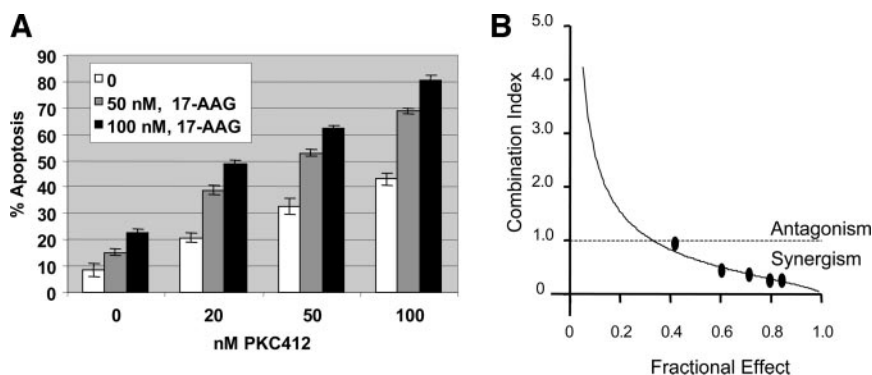 A
90
80
70
60
50
40
30
20
10
0
% Apoptosis
0
50 nM, 17-AAG
100 nM, 17-AAG
0 20 50 100
nM PKC412
B
5.0
4.0
3.0
2.0
1.0
0
Combination Index
Antagonism
Synergism
0 0.2 0.4 0.6 0.8 1.0
Fractional Effect